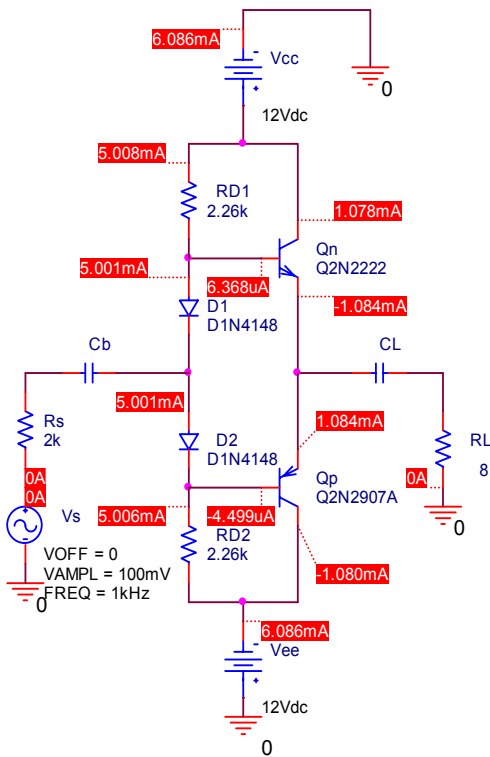 6.086mA
-
Vcc
+
0
12Vdc
5.008mA
RD1
2.26k
1.078mA
Qn
Q2N2222
5.001mA
6.368uA
-1.084mA
D1
D1N4148
Cb
CL
5.001mA
1.084mA
Rs
2k
D2
D1N4148
RL
8
0A
0A
0A
Qp
Q2N2907A
-4.499uA
+
Vs
5.006mA
RD2
2.26k
0
-
VOFF = 0
VAMPL = 100mV
FREQ = 1kHz
-1.080mA
0
6.086mA
-
Vee
+
12Vdc
0